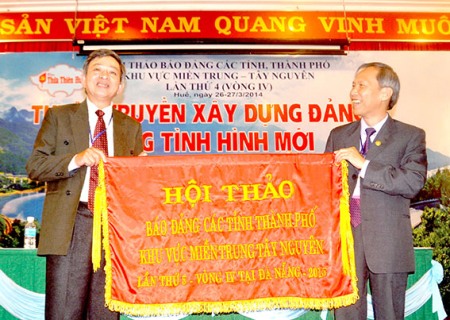 SẢN VIỆT NAM QUANG VINH MUÔ
THẢO BÁO ĐẢNG CÁC TỈNH, THÀNH PHỐ
KHU VỰC MIỀN TRUNG - TÂY NGUYÊN
LẦN THỨ 4 (VÒNG IV)
Huế, ngày 26-27/3/2014
TRUYỀN XÂY DỰNG ĐẢN
TÌNH HÌNH MỚI
HỘI THẢO
BÁO ĐẢNG CÁC TỈNH THÀNH PHỐ
KHU VỰC MIỀN TRUNG TÂY NGUYÊN
LẦN THỨ 5 - VÒNG IV TẠI ĐÀ NẴNG - 2015